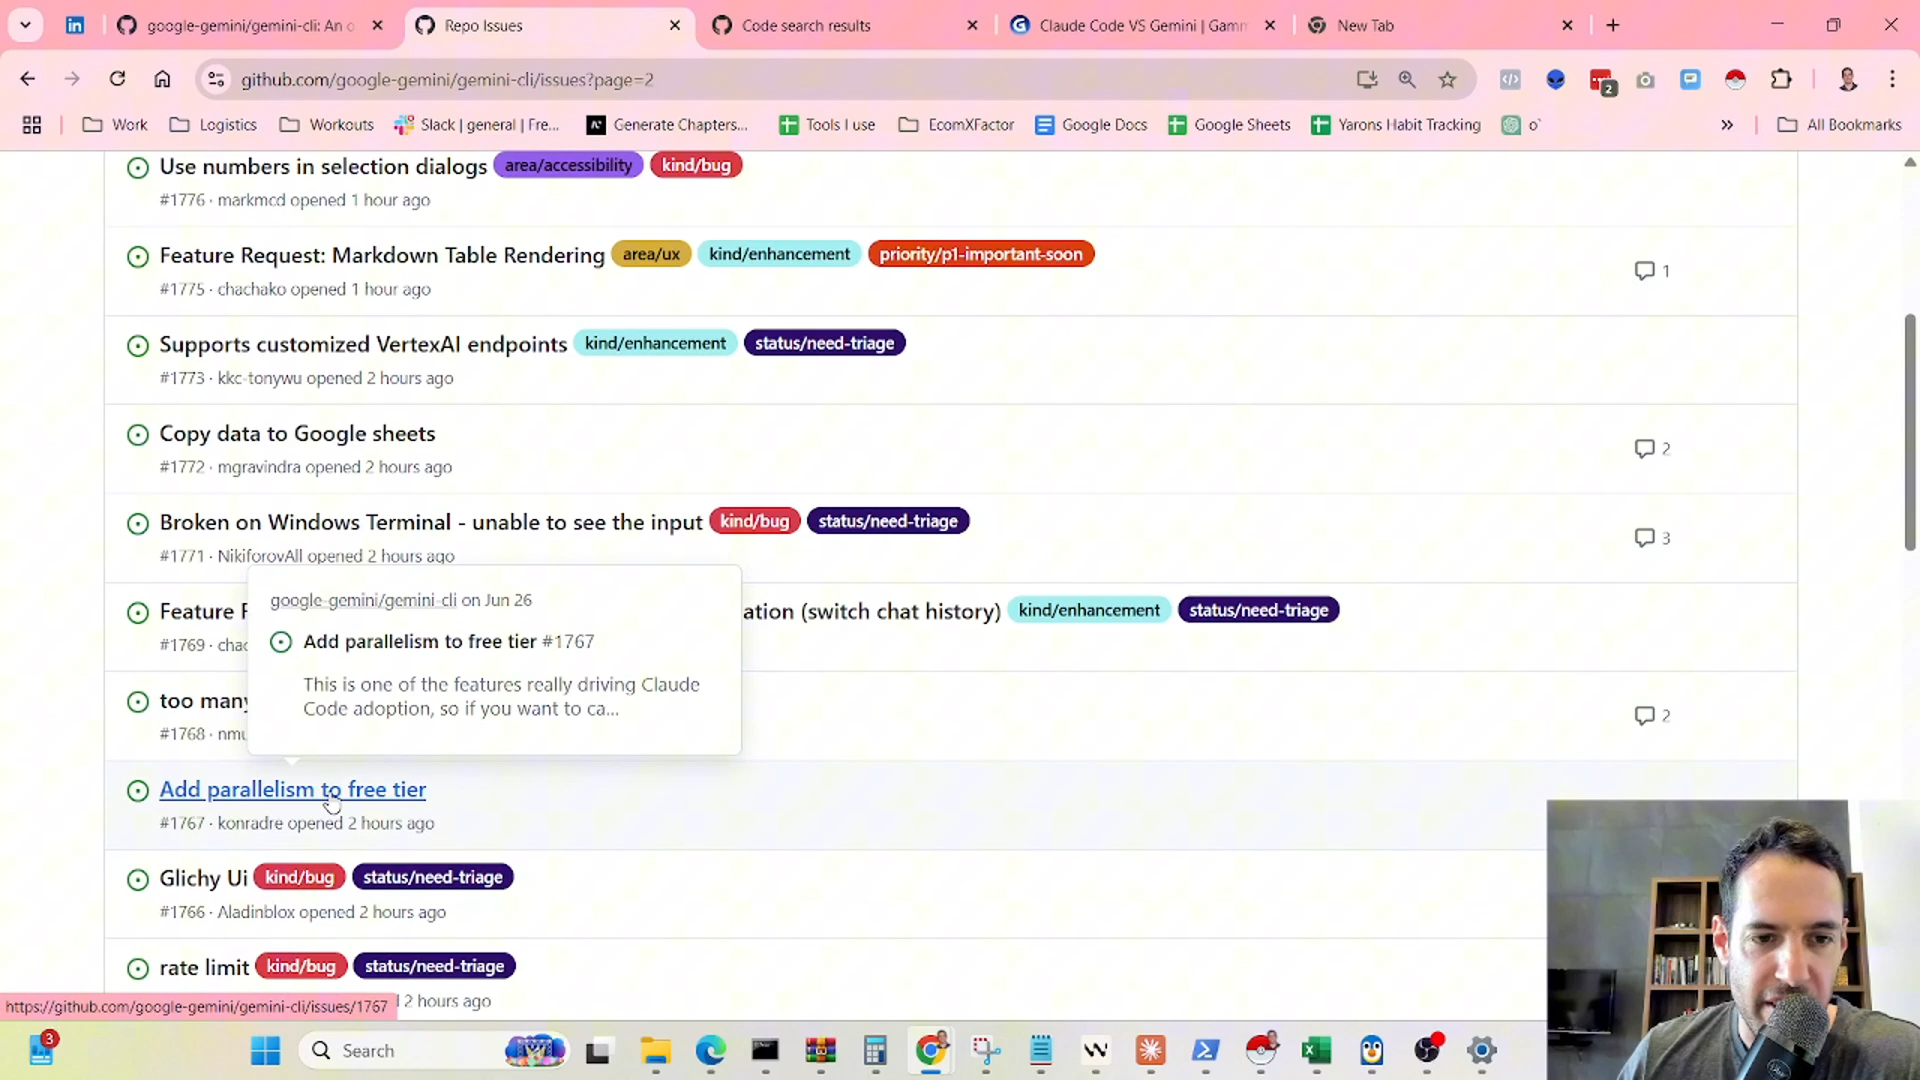 google-gemini/gemini-cli: An o
Repo Issues
Code search results
Claude Code VS Gemini | Gamm
New Tab
github.com/google-gemini/gemini-cli/issues?page=2
2
Work
Logistics
Workouts
Slack | general | Fre...
Generate Chapters...
Tools I use
EcomXFactor
Google Docs
Google Sheets
Yarons Habit Tracking
o`
»
All Bookmarks
Use numbers in selection dialogs area/accessibility kind/bug
#1776 · markmcd opened 1 hour ago
Feature Request: Markdown Table Rendering area/ux kind/enhancement priority/p1-important-soon
1
#1775 · chachako opened 1 hour ago
Supports customized VertexAI endpoints kind/enhancement status/need-triage
#1773 · kkc-tonywu opened 2 hours ago
Copy data to Google sheets
2
#1772 · mgravindra opened 2 hours ago
Broken on Windows Terminal - unable to see the input kind/bug status/need-triage
3
#1771 · NikiforovAll opened 2 hours ago
google-gemini/gemini-cli on Jun 26
Feature F
ation (switch chat history) kind/enhancement status/need-triage
Add parallelism to free tier #1767
#1769 · chac
This is one of the features really driving Claude
Code adoption, so if you want to ca...
too many
2
#1768 · nmu
Add parallelism to free tier
#1767 · konradre opened 2 hours ago
Glichy Ui kind/bug status/need-triage
#1766 · Aladinblox opened 2 hours ago
rate limit kind/bug status/need-triage
2 hours ago
https://github.com/google-gemini/gemini-cli/issues/1767
3
Search